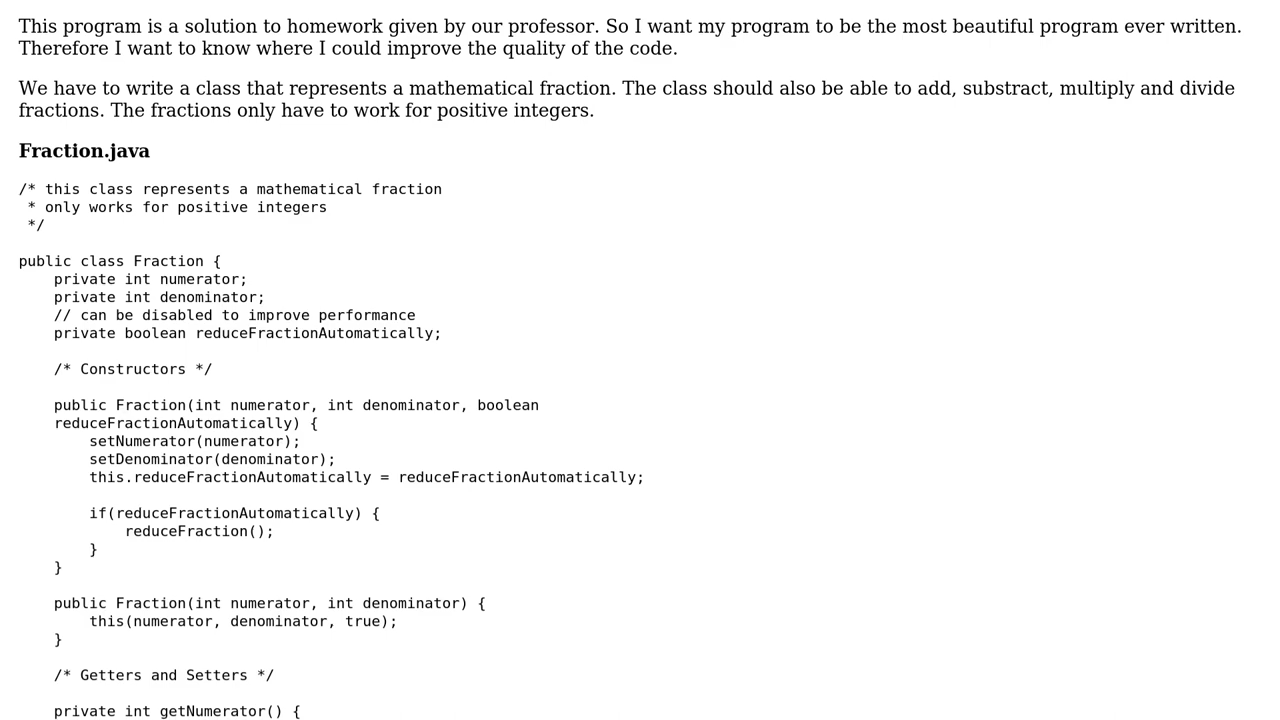 This program is a solution to homework given by our professor. So I want my program to be the most beautiful program ever written.
Therefore I want to know where I could improve the quality of the code.
We have to write a class that represents a mathematical fraction. The class should also be able to add, substract, multiply and divide
fractions. The fractions only have to work for positive integers.
Fraction.java
/* this class represents a mathematical fraction
 * only works for positive integers
 */
public class Fraction {
    private int numerator;
    private int denominator;
    // can be disabled to improve performance
    private boolean reduceFractionAutomatically;
    /* Constructors */
    public Fraction(int numerator, int denominator, boolean
    reduceFractionAutomatically) {
        setNumerator(numerator);
        setDenominator(denominator);
        this.reduceFractionAutomatically = reduceFractionAutomatically;
        if(reduceFractionAutomatically) {
            reduceFraction();
        }
    }
    public Fraction(int numerator, int denominator) {
        this(numerator, denominator, true);
    }
    /* Getters and Setters */
    private int getNumerator() {